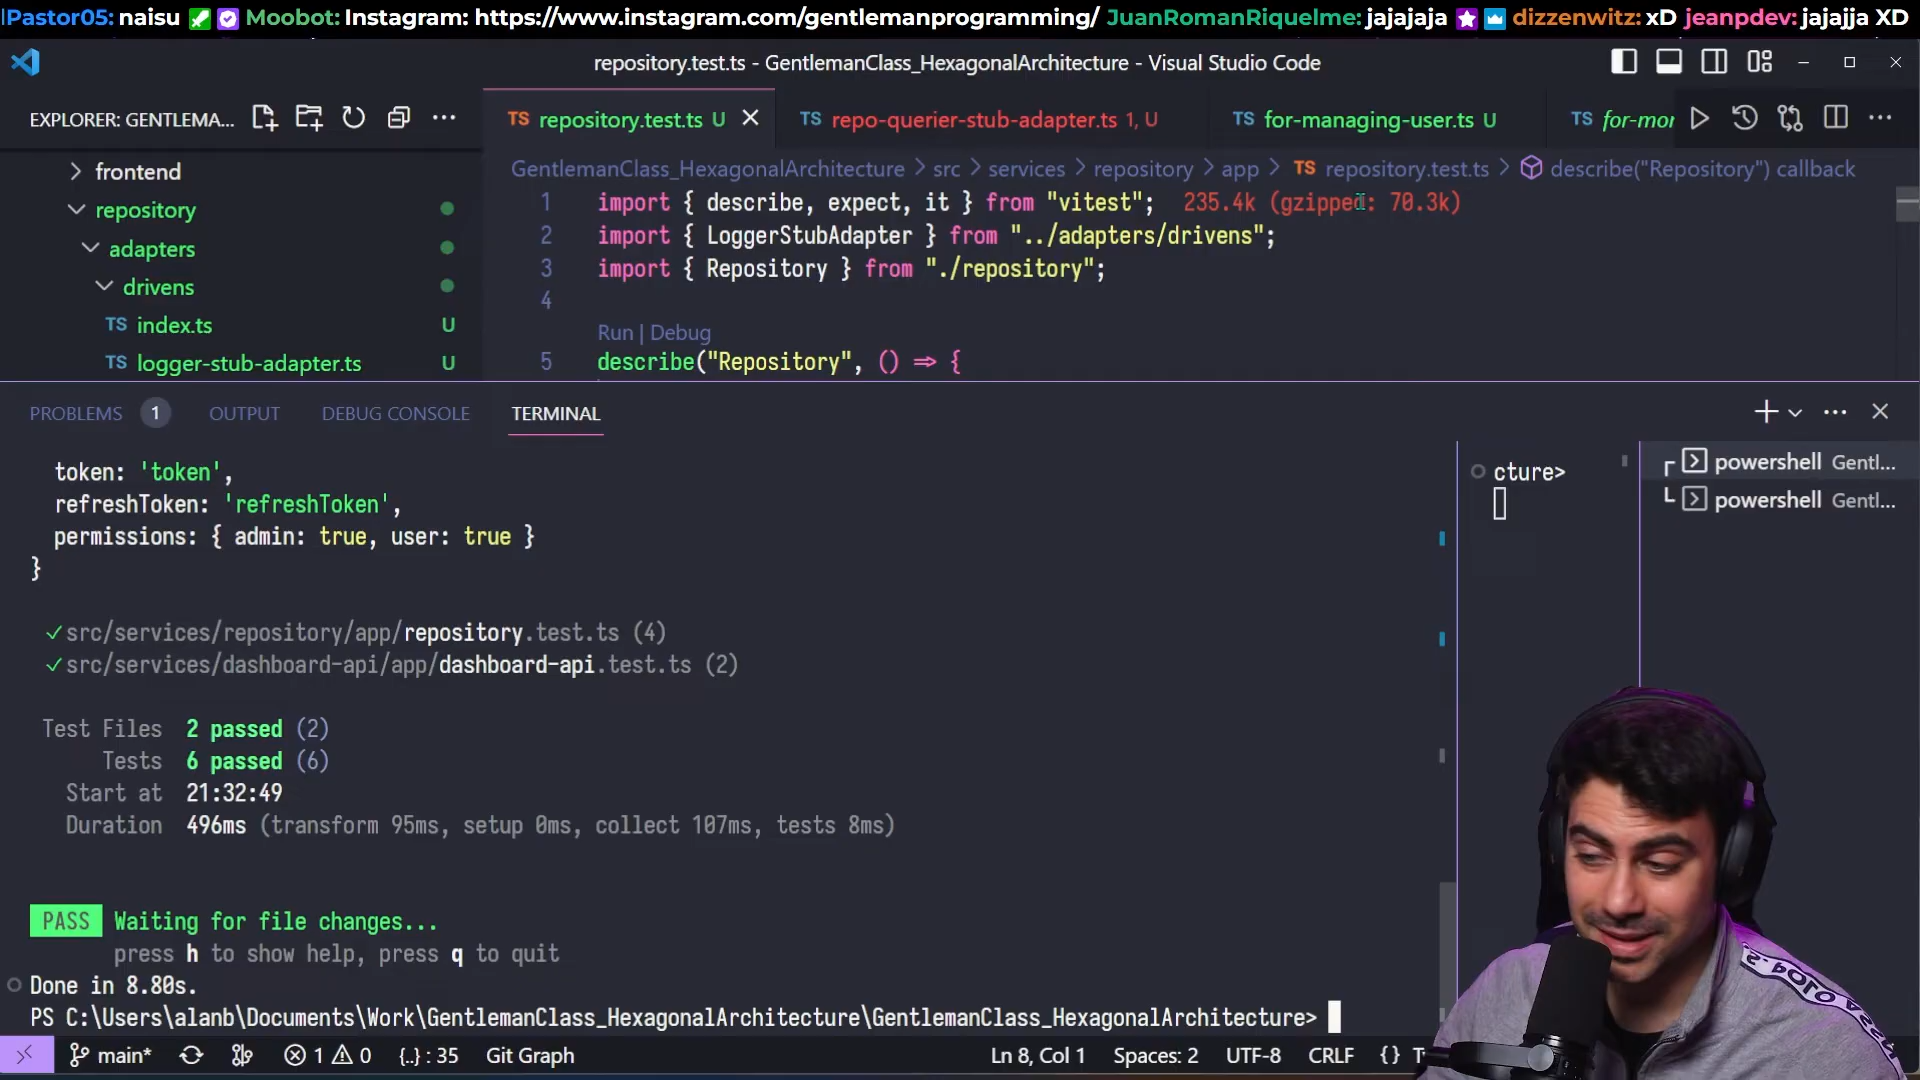 lPastor05: naisu Moobot: Instagram: https://www.instagram.com/gentlemanprogramming/ JuanRomanRiquelme: jajajaja dizzenwitz: xD jeanpdev: jajajja XD
repository.test.ts - GentlemanClass_HexagonalArchitecture - Visual Studio Code
EXPLORER: GENTLEMA...
TS repository.test.ts U
TS repo-querier-stub-adapter.ts 1, U
TS for-managing-user.ts U
TS for-mor
GentlemanClass_HexagonalArchitecture > src > services > repository > app > TS repository.test.ts > describe("Repository") callback
frontend
repository
adapters
drivens
TS index.ts U
TS logger-stub-adapter.ts U
1 import { describe, expect, it } from "vitest"; 235.4k (gzipped: 70.3k)
2 import { LoggerStubAdapter } from "../adapters/drivens";
3 import { Repository } from "./repository";
4
Run | Debug
5 describe("Repository", () => {
PROBLEMS 1 OUTPUT DEBUG CONSOLE TERMINAL
token: 'token',
refreshToken: 'refreshToken',
permissions: { admin: true, user: true }
}
✓ src/services/repository/app/repository.test.ts (4)
✓ src/services/dashboard-api/app/dashboard-api.test.ts (2)
Test Files 2 passed (2)
Tests 6 passed (6)
Start at 21:32:49
Duration 496ms (transform 95ms, setup 0ms, collect 107ms, tests 8ms)
PASS Waiting for file changes...
press h to show help, press q to quit
Done in 8.80s.
PS C:\Users\alanb\Documents\Work\GentlemanClass_HexagonalArchitecture\GentlemanClass_HexagonalArchitecture>
cture>
powershell Gentl...
powershell Gentl...
main* 1 0 {..} : 35 Git Graph Ln 8, Col 1 Spaces: 2 UTF-8 CRLF {} T